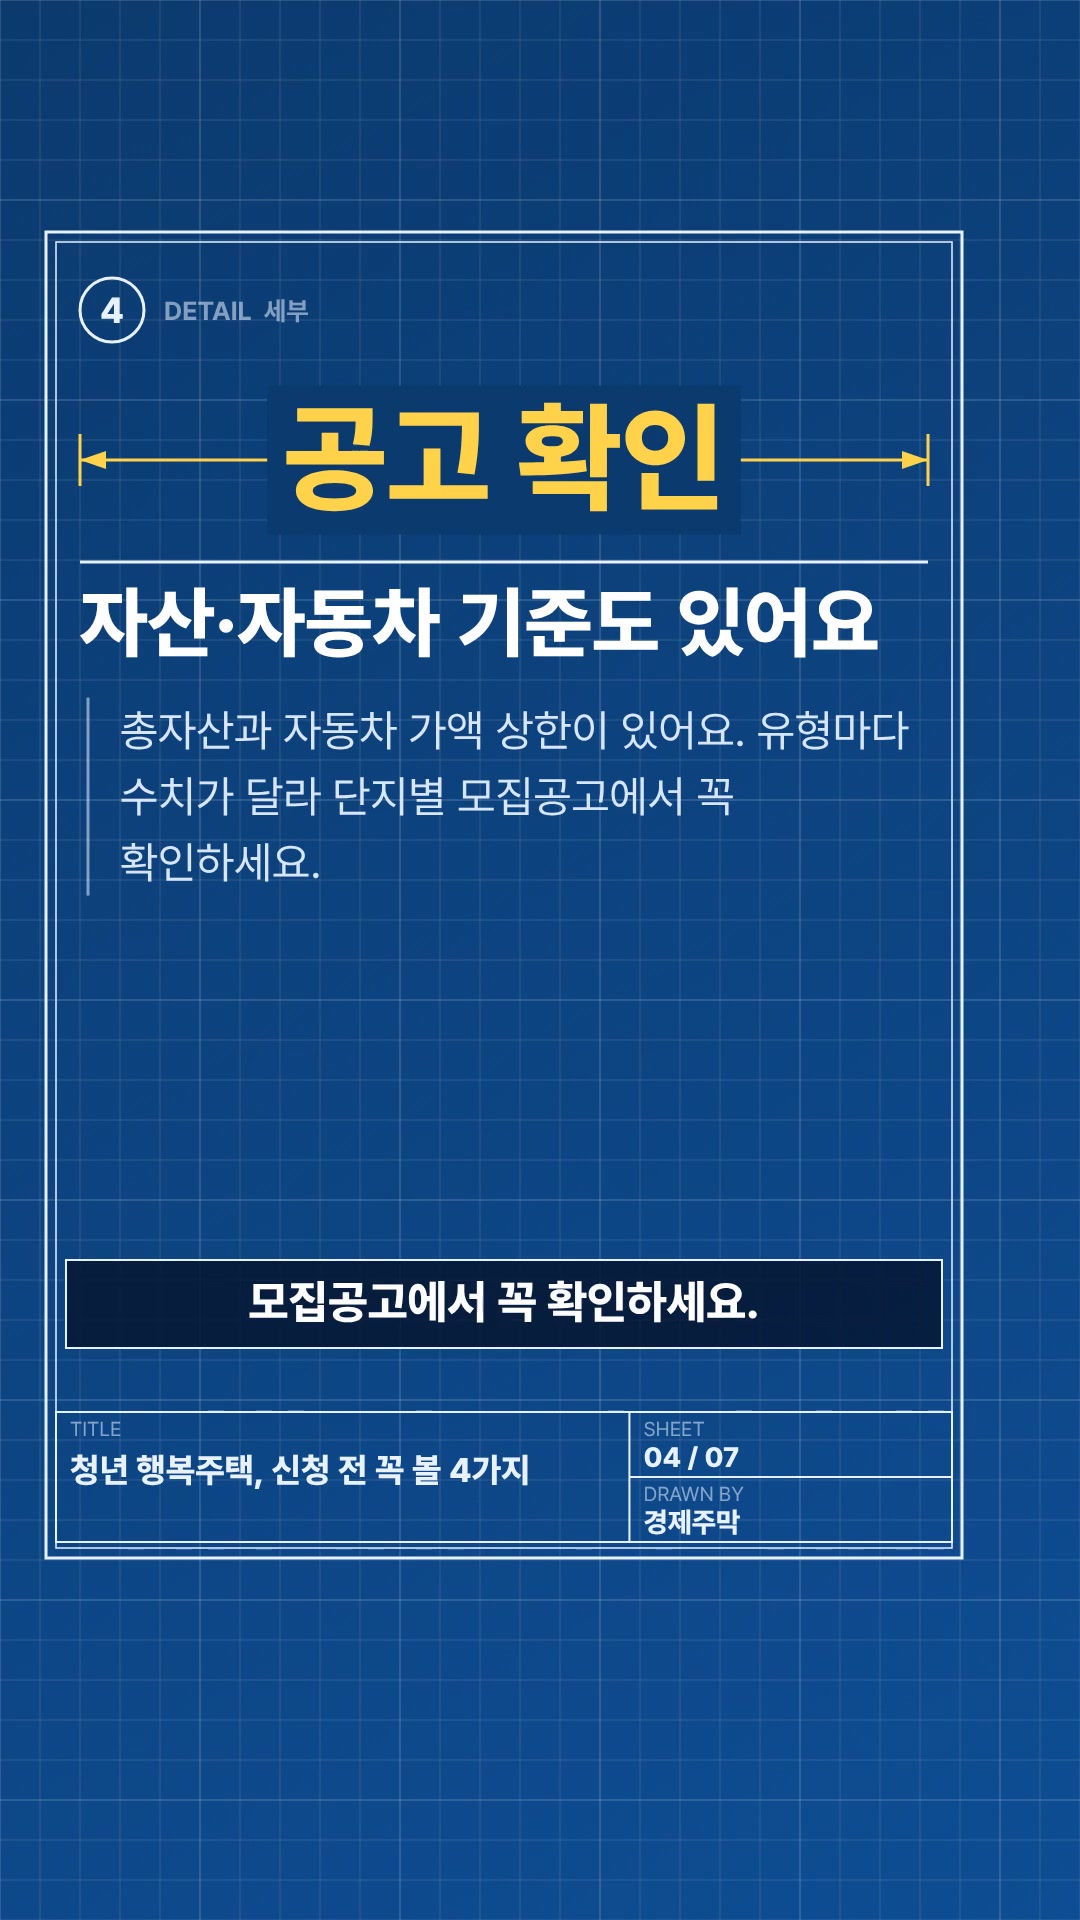 4 DETAIL 세부
공고 확인
자산·자동차 기준도 있어요
총자산과 자동차 가액 상한이 있어요. 유형마다
수치가 달라 단지별 모집공고에서 꼭
확인하세요.
모집공고에서 꼭 확인하세요.
TITLE
청년 행복주택, 신청 전 꼭 볼 4가지
SHEET
04 / 07
DRAWN BY
경제주막